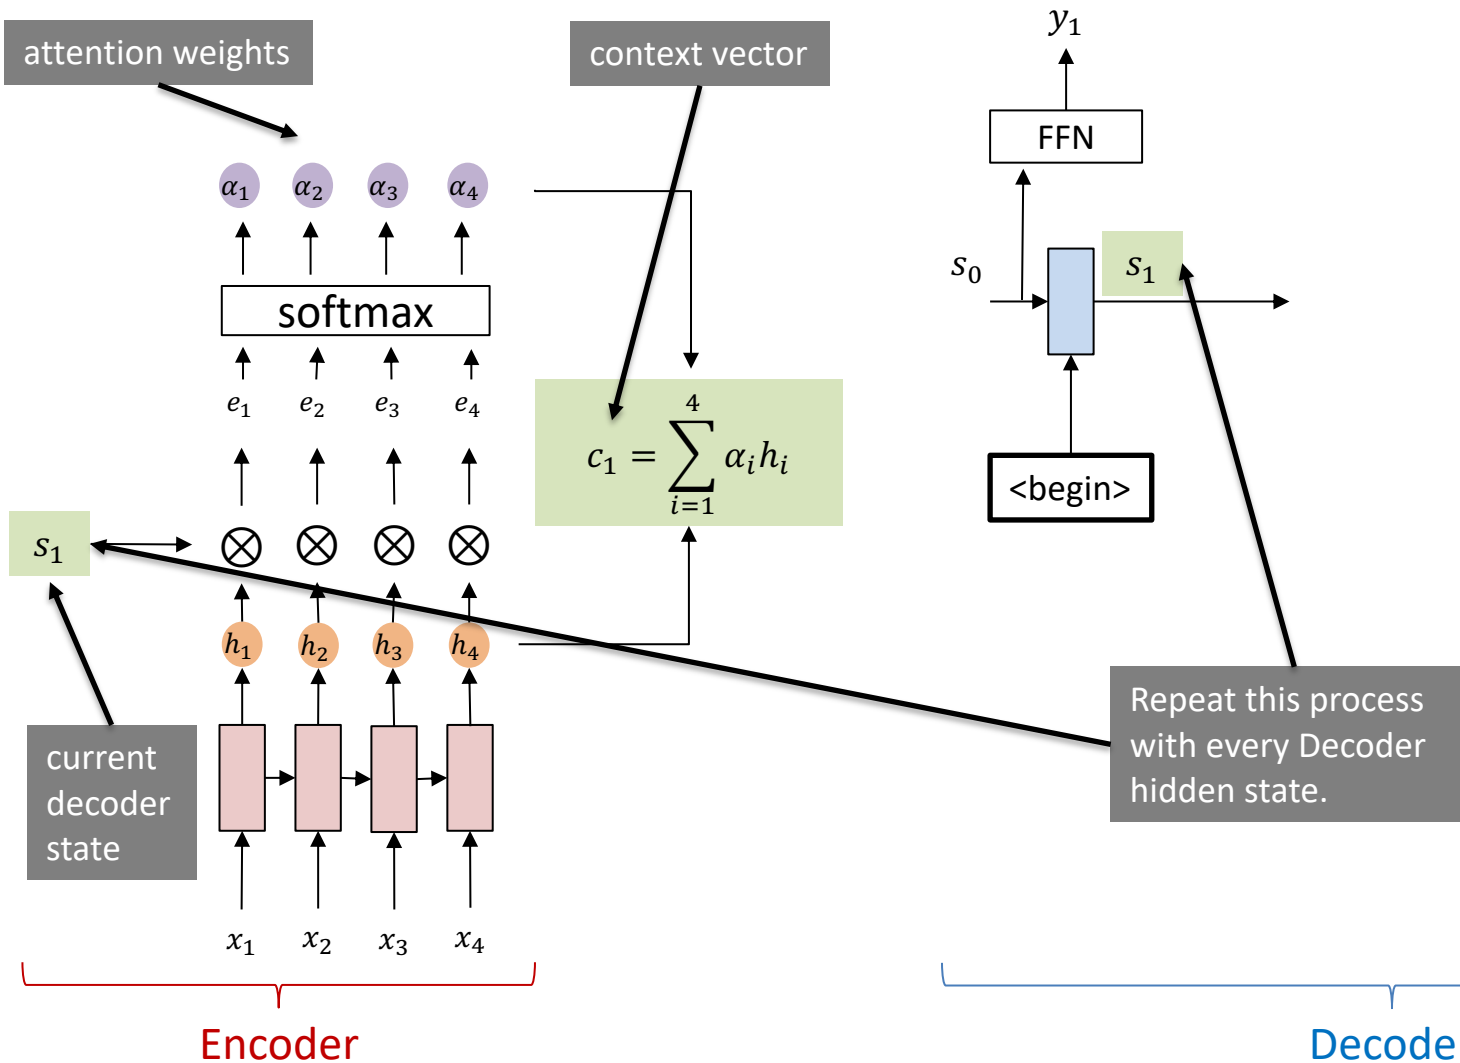 attention weights
context vector
y₁
FFN
α₁ α₂ α₃ α₄
s₀
s₁
softmax
e₁ e₂ e₃ e₄
c₁ = ∑⁴ᵢ₌₁ αᵢhᵢ
<begin>
s₁
h₁ h₂ h₃ h₄
current
decoder
state
Repeat this process
with every Decoder
hidden state.
x₁ x₂ x₃ x₄
Encoder
Decode